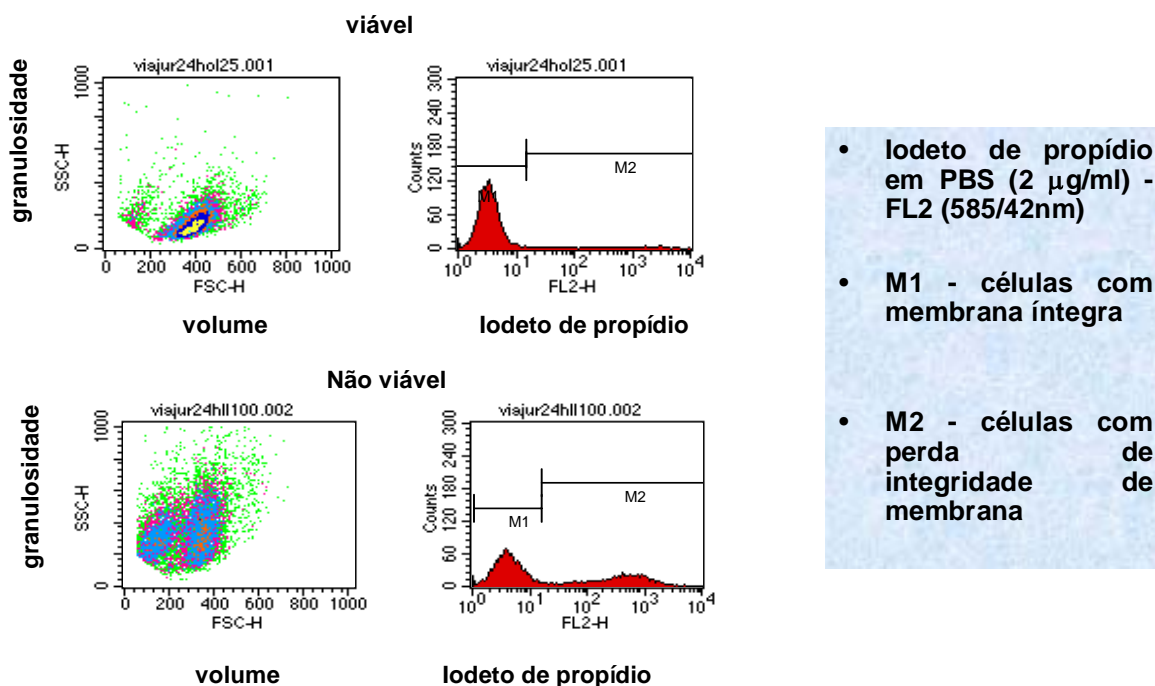 viável
viajur24hol25.001
granulosidade
SSC-H
1000
0
0 200 400 600 800 1000
FSC-H
volume
viajur24hol25.001
Counts
300
240
180
120
60
0
M2
10^0 10^1 10^2 10^3 10^4
FL2-H
Iodeto de propídio
Não viável
viajur24hll100.002
granulosidade
SSC-H
1000
0
0 200 400 600 800 1000
FSC-H
volume
viajur24hll100.002
Counts
300
240
180
120
60
0
M1
M2
10^0 10^1 10^2 10^3 10^4
FL2-H
Iodeto de propídio
• Iodeto de propídio
em PBS (2 μg/ml) -
FL2 (585/42nm)
• M1 - células com
membrana íntegra
• M2 - células com
perda de
integridade de
membrana